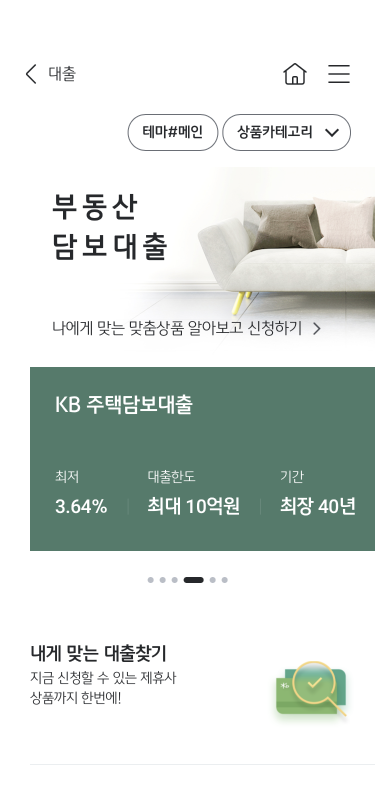 대출
테마#메인 상품카테고리
부동산
담보대출
나에게 맞는 맞춤상품 알아보고 신청하기
KB 주택담보대출
최저 대출한도 기간
3.64% 최대 10억원 최장 40년
내게 맞는 대출찾기
지금 신청할 수 있는 제휴사
상품까지 한번에!